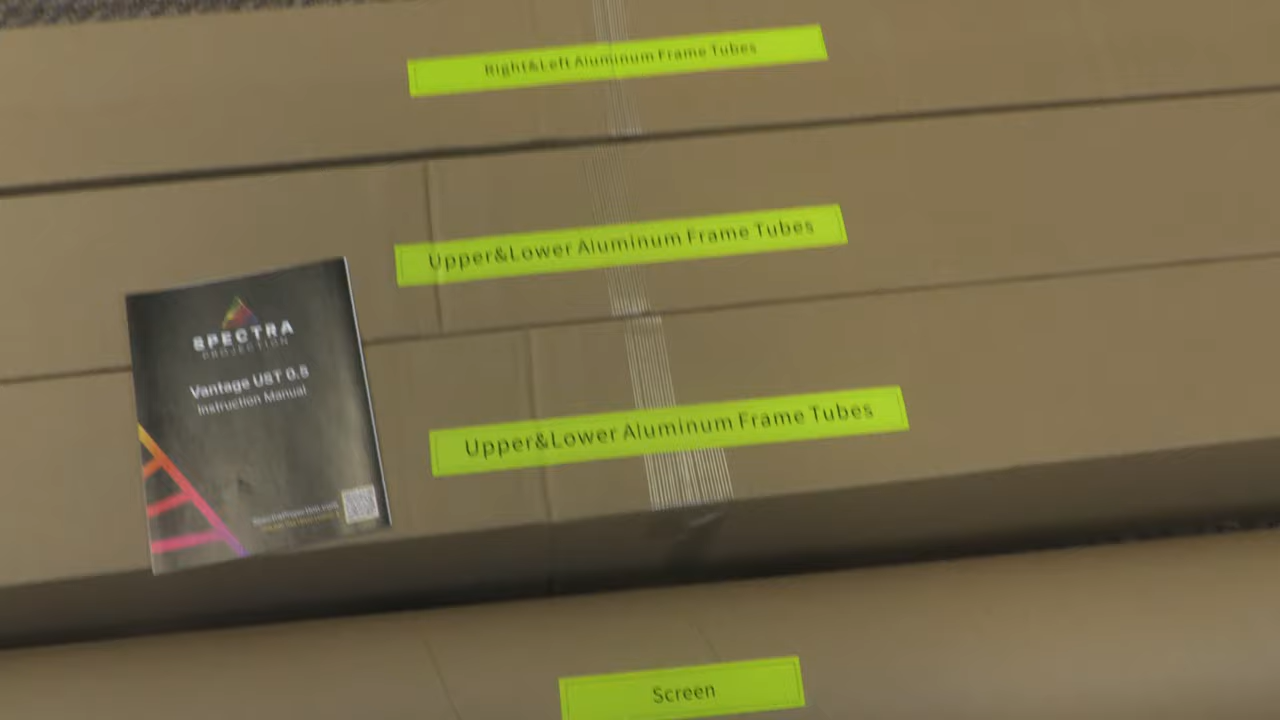 Right&Left Aluminum Frame Tubes
Upper&Lower Aluminum Frame Tubes
SPECTRA
PROJECTION
Vantage UST 0.5
Instruction Manual
Upper&Lower Aluminum Frame Tubes
Screen